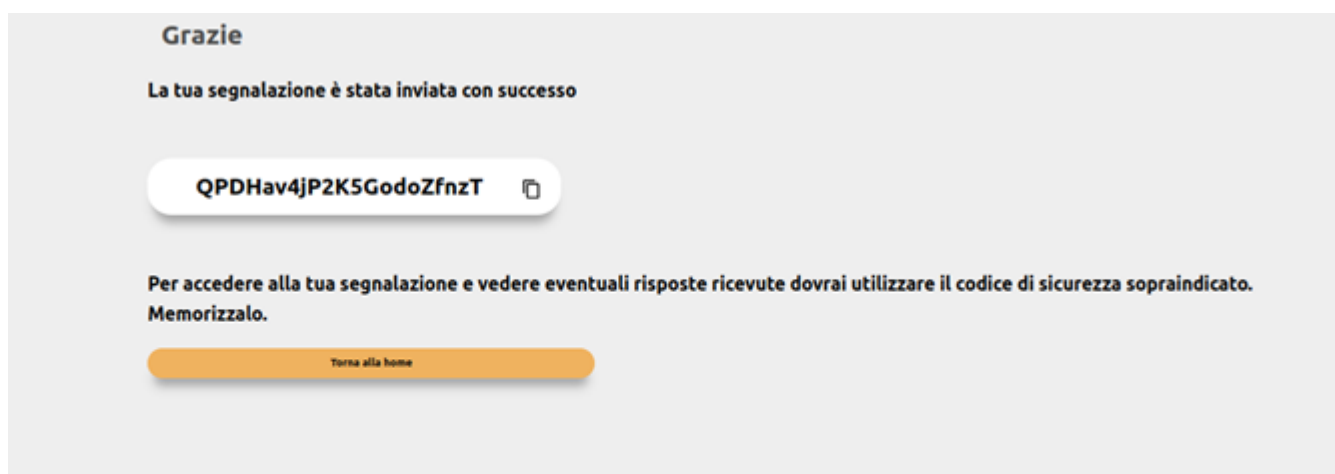 Grazie
La tua segnalazione è stata inviata con successo
QPDHav4jP2K5GodoZfnzT
Per accedere alla tua segnalazione e vedere eventuali risposte ricevute dovrai utilizzare il codice di sicurezza sopraindicato.
Memorizzalo.
Torna alla home